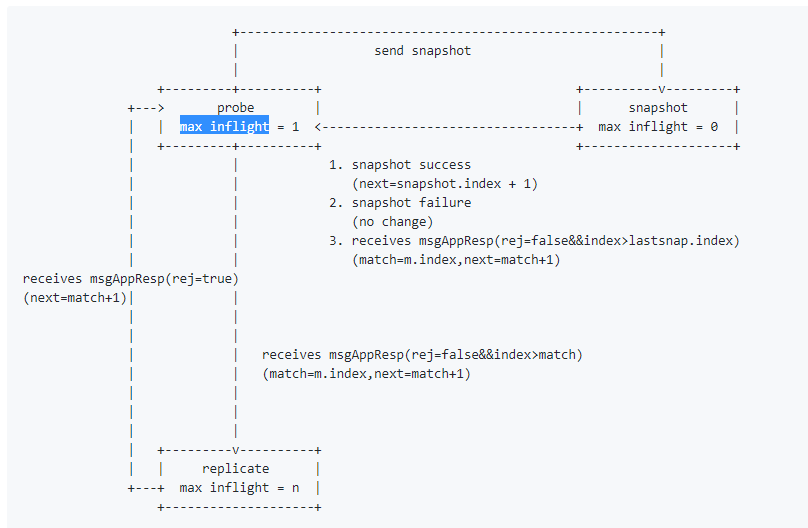 send snapshot
probe
snapshot
max inflight = 1
max inflight = 0
1. snapshot success
(next=snapshot.index + 1)
2. snapshot failure
(no change)
3. receives msgAppResp(rej=false&&index>lastsnap.index)
(match=m.index,next=match+1)
receives msgAppResp(rej=true)
(next=match+1)
receives msgAppResp(rej=false&&index>match)
(match=m.index,next=match+1)
replicate
max inflight = n